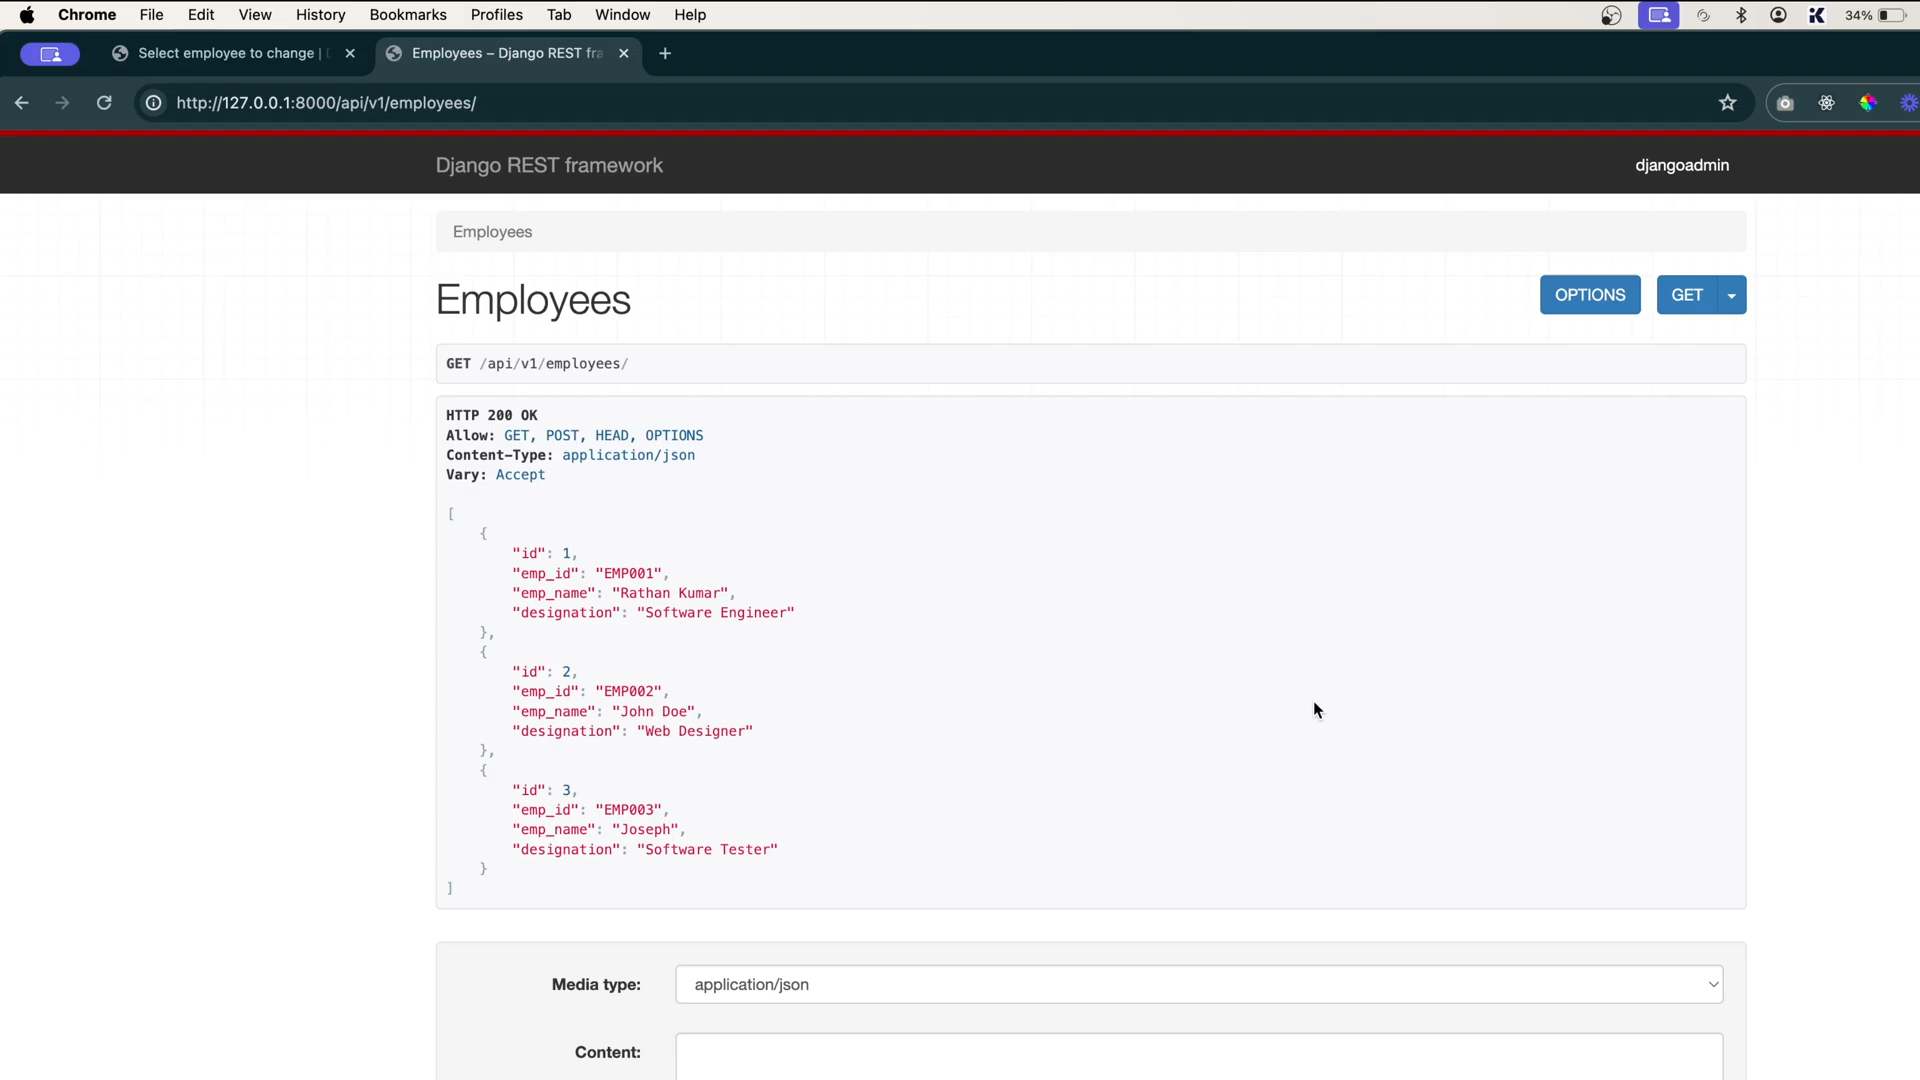 Chrome File Edit View History Bookmarks Profiles Tab Window Help 34%
Select employee to change | Employees – Django REST fra
http://127.0.0.1:8000/api/v1/employees/
Django REST framework djangoadmin
Employees
Employees OPTIONS GET
GET /api/v1/employees/
HTTP 200 OK
Allow: GET, POST, HEAD, OPTIONS
Content-Type: application/json
Vary: Accept
[
{
"id": 1,
"emp_id": "EMP001",
"emp_name": "Rathan Kumar",
"designation": "Software Engineer"
},
{
"id": 2,
"emp_id": "EMP002",
"emp_name": "John Doe",
"designation": "Web Designer"
},
{
"id": 3,
"emp_id": "EMP003",
"emp_name": "Joseph",
"designation": "Software Tester"
}
]
Media type: application/json
Content: